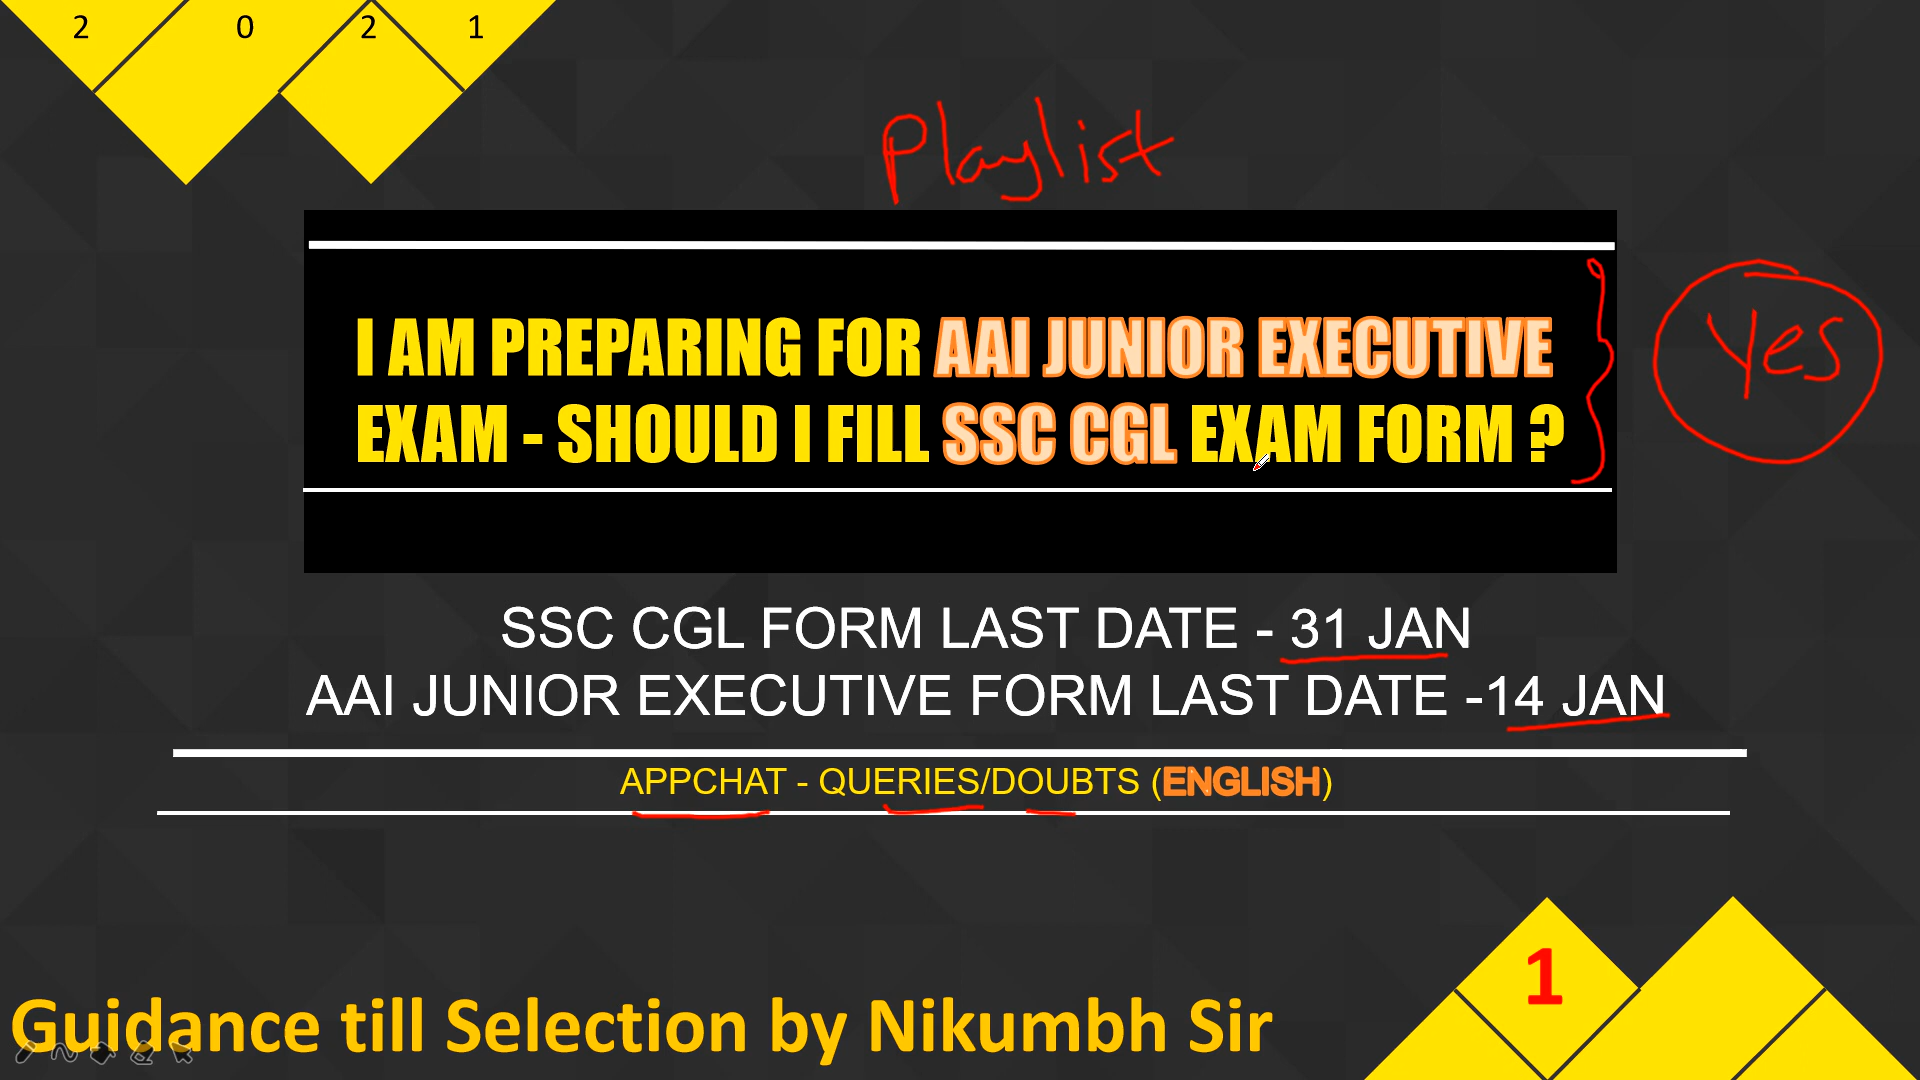 2 0 2 1
Playlist
I AM PREPARING FOR AAI JUNIOR EXECUTIVE
EXAM - SHOULD I FILL SSC CGL EXAM FORM ?
Yes
SSC CGL FORM LAST DATE - 31 JAN
AAI JUNIOR EXECUTIVE FORM LAST DATE -14 JAN
APPCHAT - QUERIES/DOUBTS (ENGLISH)
1
Guidance till Selection by Nikumbh Sir